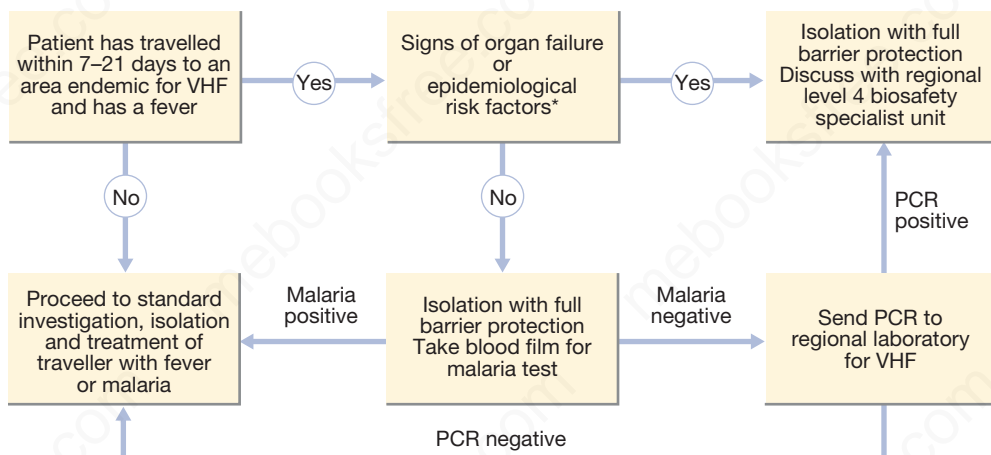 Patient has travelled
within 7–21 days to an
area endemic for VHF
and has a fever
Yes
Signs of organ failure
or
epidemiological
risk factors*
Yes
Isolation with full
barrier protection
Discuss with regional
level 4 biosafety
specialist unit
No
No
PCR
positive
Proceed to standard
investigation, isolation
and treatment of
traveller with fever
or malaria
Malaria
positive
Isolation with full
barrier protection
Take blood film for
malaria test
Malaria
negative
Send PCR to
regional laboratory
for VHF
PCR negative